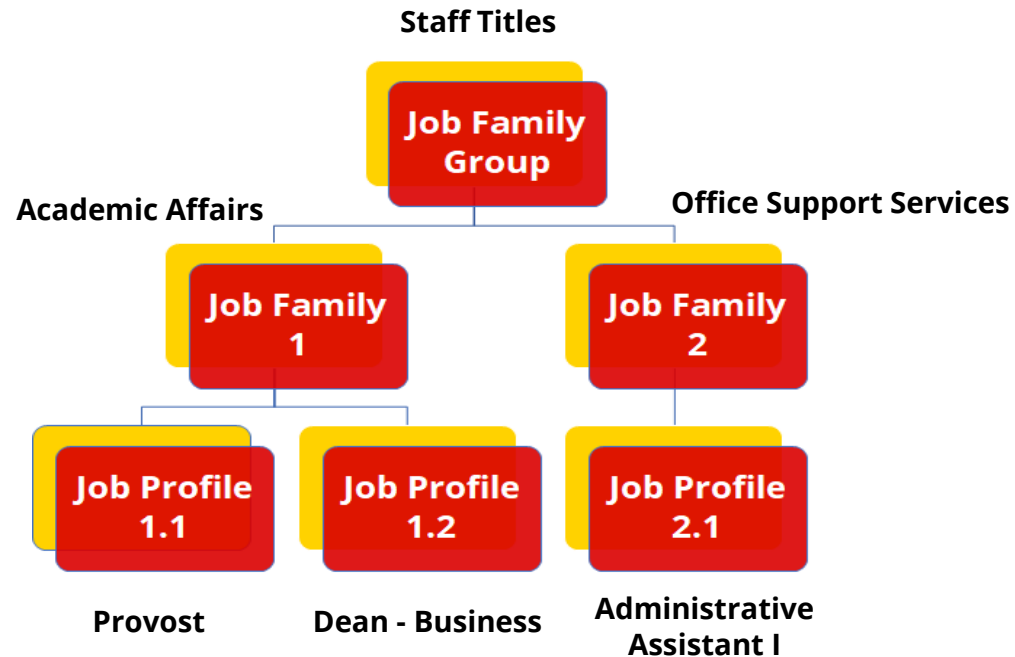 Staff Titles
Job Family
Group
Academic Affairs
Office Support Services
Job Family
1
Job Family
2
Job Profile
1.1
Job Profile
1.2
Job Profile
2.1
Provost
Dean - Business
Administrative
Assistant I